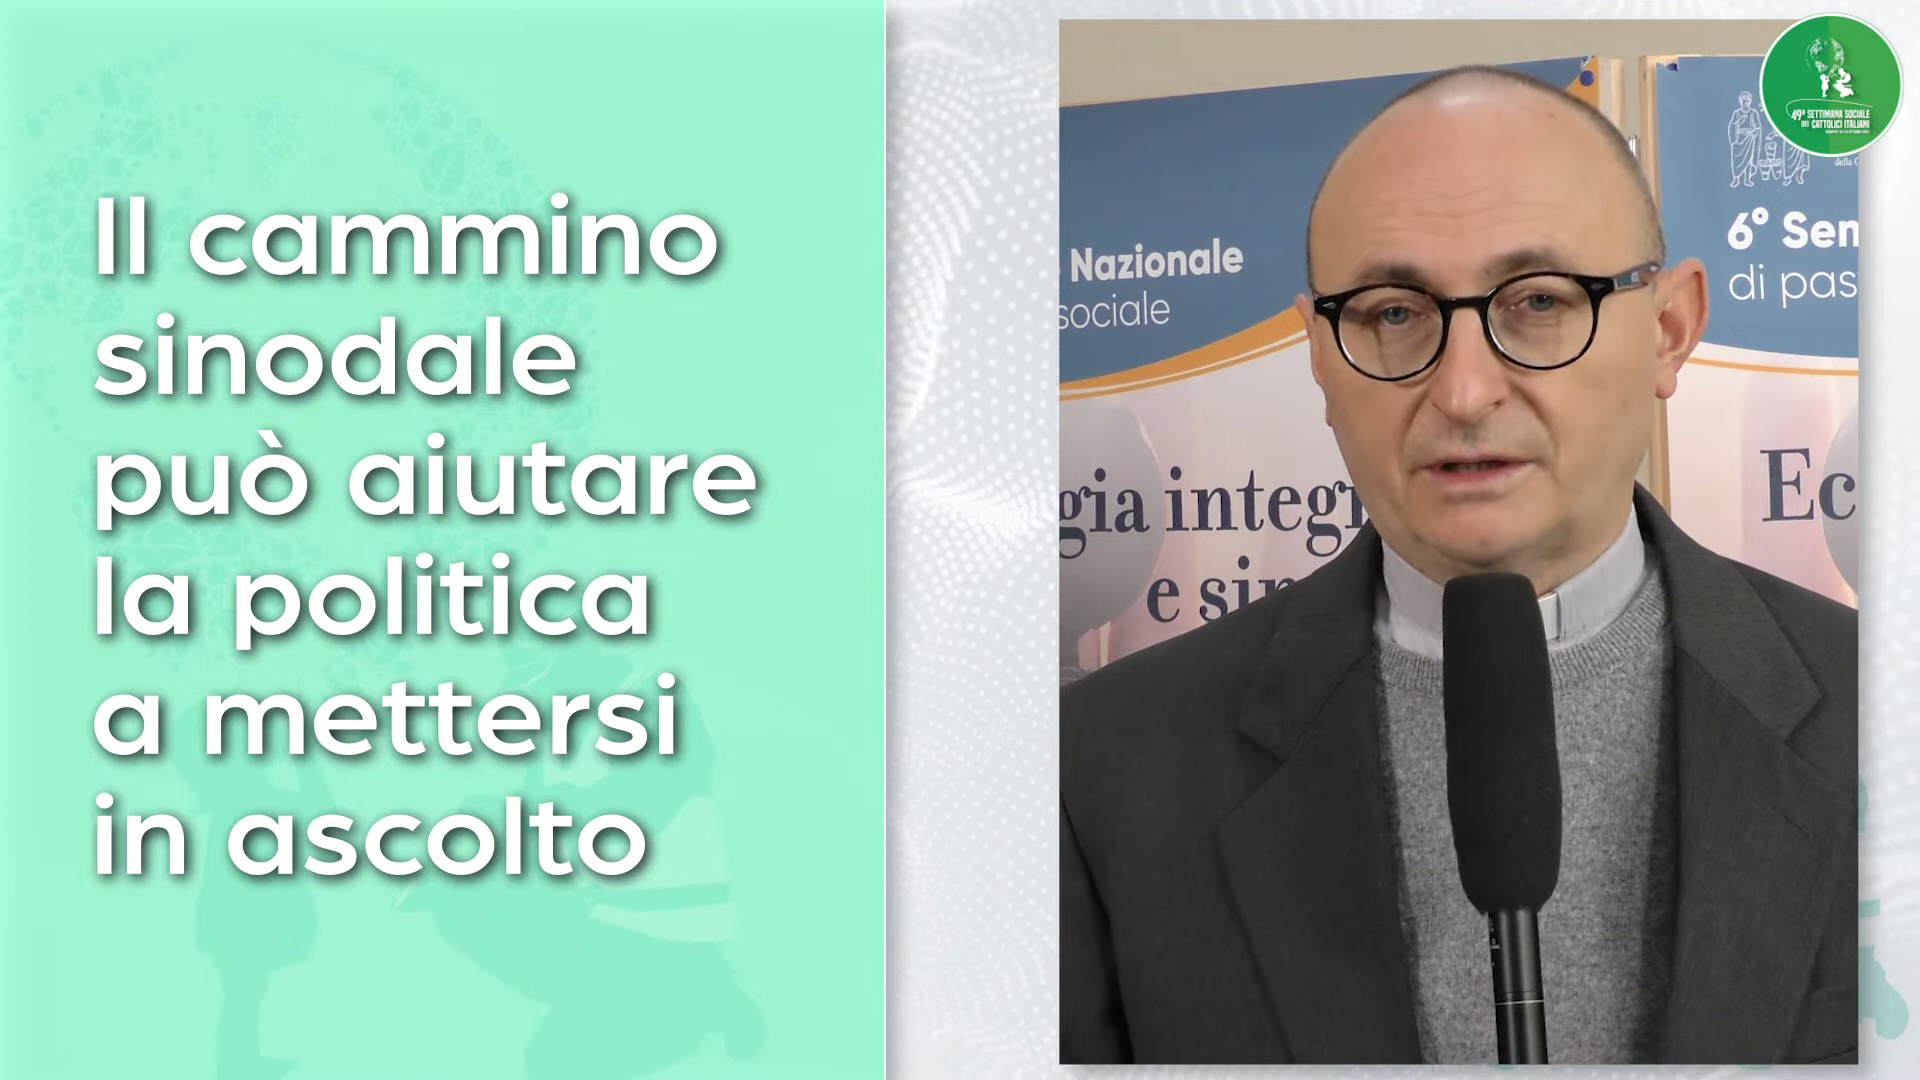 Il cammino
sinodale
può aiutare
la politica
a mettersi
in ascolto
Nazionale
sociale
gia integr
e sin
6° Sem
di pas
Ec
49ª SETTIMANA SOCIALE
DEI CATTOLICI ITALIANI